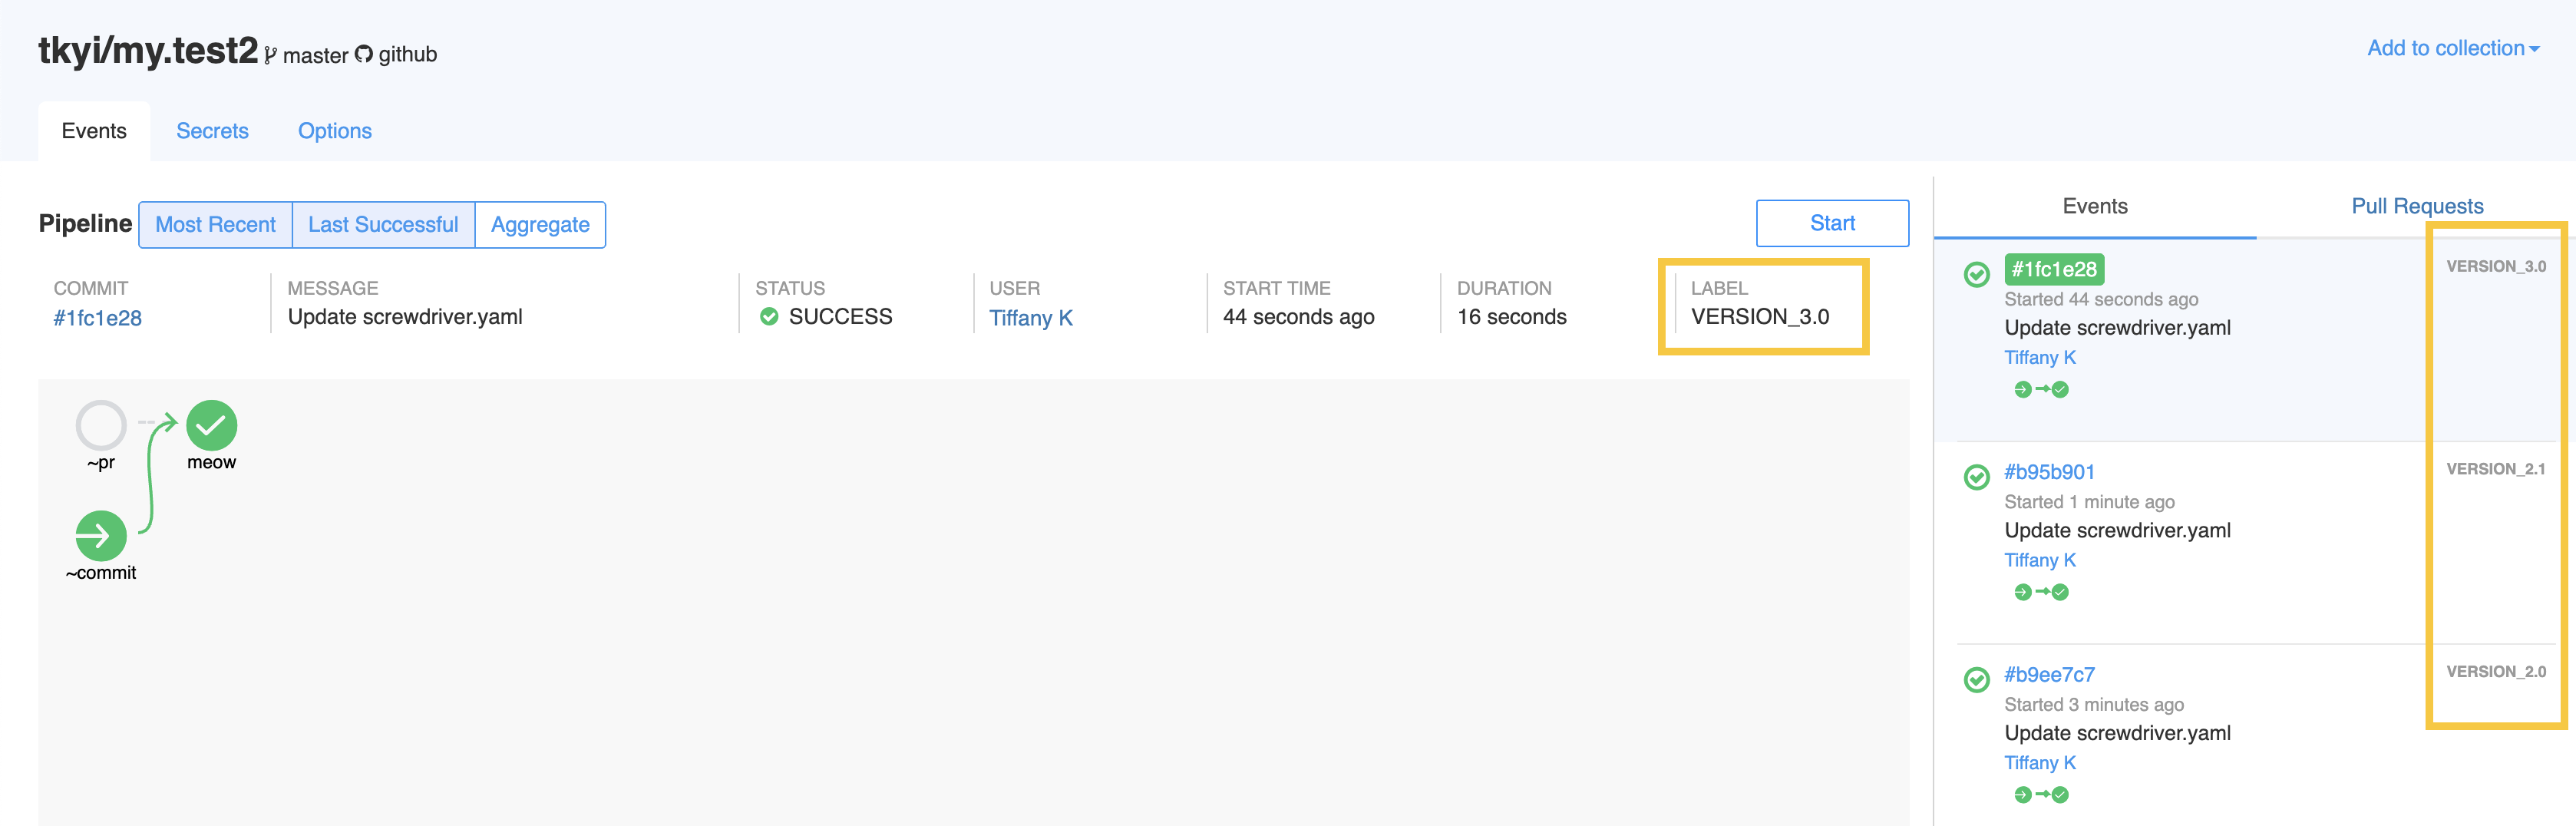 tkyi/my.test2 master github
Add to collection
Events Secrets Options
Pipeline Most Recent Last Successful Aggregate Start
COMMIT MESSAGE STATUS USER START TIME DURATION LABEL
#1fc1e28 Update screwdriver.yaml SUCCESS Tiffany K 44 seconds ago 16 seconds VERSION_3.0
~pr meow
~commit
Events Pull Requests
#1fc1e28 VERSION_3.0
Started 44 seconds ago
Update screwdriver.yaml
Tiffany K
#b95b901 VERSION_2.1
Started 1 minute ago
Update screwdriver.yaml
Tiffany K
#b9ee7c7 VERSION_2.0
Started 3 minutes ago
Update screwdriver.yaml
Tiffany K